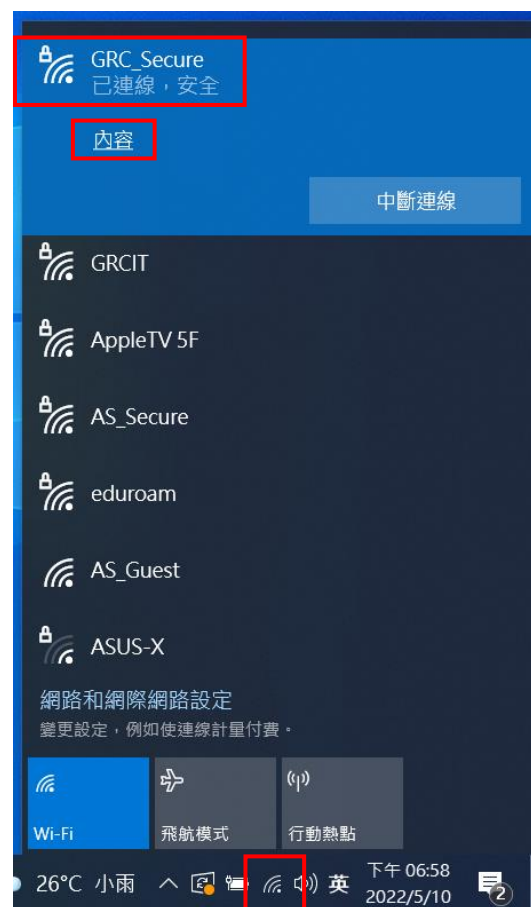 GRC_Secure
已連線，安全
內容
中斷連線
GRCIT
AppleTV 5F
AS_Secure
eduroam
AS_Guest
ASUS-X
網路和網際網路設定
變更設定，例如使連線計量付費。
Wi-Fi
飛航模式
行動熱點
26°C 小雨
英
下午 06:58
2022/5/10
2